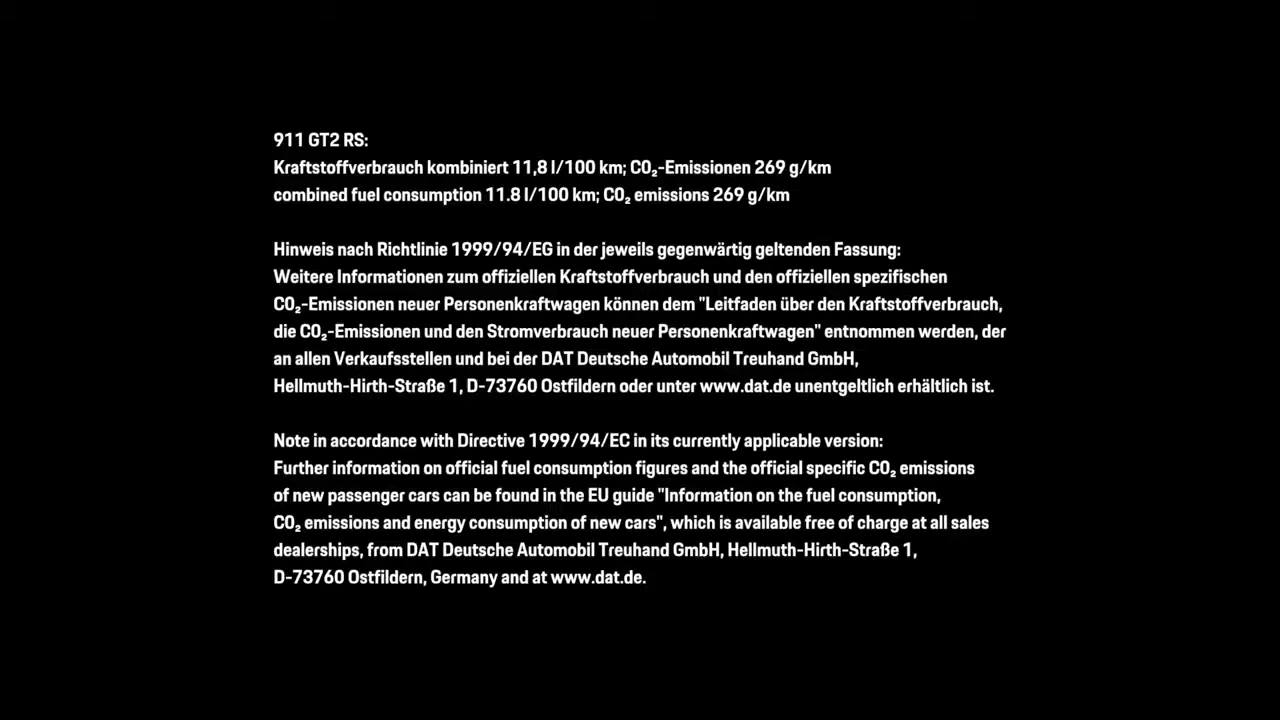 911 GT2 RS:
Kraftstoffverbrauch kombiniert 11,8 l/100 km; CO₂-Emissionen 269 g/km
combined fuel consumption 11.8 l/100 km; CO₂ emissions 269 g/km
Hinweis nach Richtlinie 1999/94/EG in der jeweils gegenwärtig geltenden Fassung:
Weitere Informationen zum offiziellen Kraftstoffverbrauch und den offiziellen spezifischen
CO₂-Emissionen neuer Personenkraftwagen können dem "Leitfaden über den Kraftstoffverbrauch,
die CO₂-Emissionen und den Stromverbrauch neuer Personenkraftwagen" entnommen werden, der
an allen Verkaufsstellen und bei der DAT Deutsche Automobil Treuhand GmbH,
Hellmuth-Hirth-Straße 1, D-73760 Ostfildern oder unter www.dat.de unentgeltlich erhältlich ist.
Note in accordance with Directive 1999/94/EC in its currently applicable version:
Further information on official fuel consumption figures and the official specific CO₂ emissions
of new passenger cars can be found in the EU guide "Information on the fuel consumption,
CO₂ emissions and energy consumption of new cars", which is available free of charge at all sales
dealerships, from DAT Deutsche Automobil Treuhand GmbH, Hellmuth-Hirth-Straße 1,
D-73760 Ostfildern, Germany and at www.dat.de.